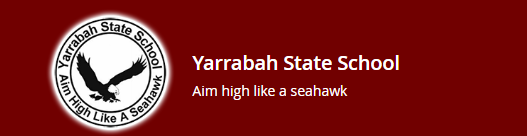 Yarrabah State School
Aim High Like A Seahawk
Yarrabah State School
Aim high like a seahawk